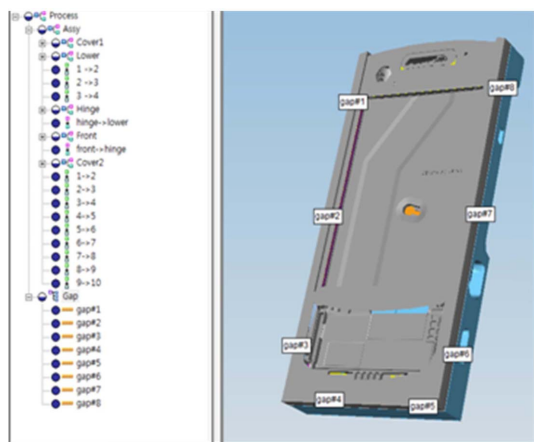 Process
Assy
Cover1
Lower
1 ->2
2 ->3
3 ->4
Hinge
hinge->lower
Front
front->hinge
Cover2
1->2
2->3
3->4
4->5
5->6
6->7
7->8
8->9
9->10
Gap
gap#1
gap#2
gap#3
gap#4
gap#5
gap#6
gap#7
gap#8
gap#1
gap#8
gap#2
gap#7
gap#3
gap#6
gap#4
gap#5